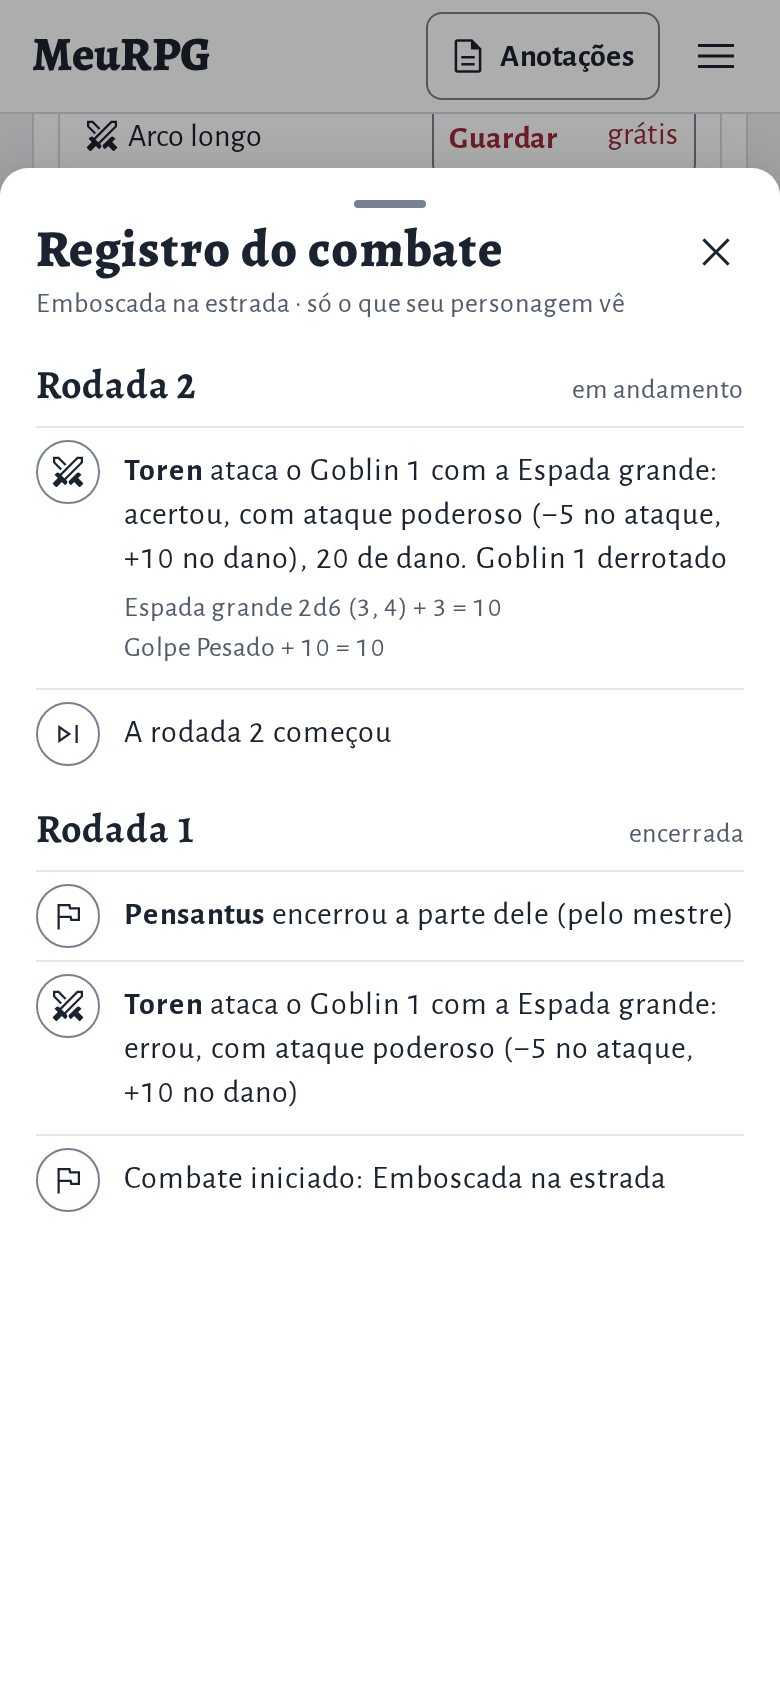 MeuRPG
Anotações
Arco longo
Guardar
grátis
Registro do combate
Emboscada na estrada · só o que seu personagem vê
Rodada 2
em andamento
Toren ataca o Goblin 1 com a Espada grande:
acertou, com ataque poderoso (−5 no ataque,
+10 no dano), 20 de dano. Goblin 1 derrotado
Espada grande 2d6 (3, 4) + 3 = 10
Golpe Pesado + 10 = 10
A rodada 2 começou
Rodada 1
encerrada
Pensantus encerrou a parte dele (pelo mestre)
Toren ataca o Goblin 1 com a Espada grande:
errou, com ataque poderoso (−5 no ataque,
+10 no dano)
Combate iniciado: Emboscada na estrada